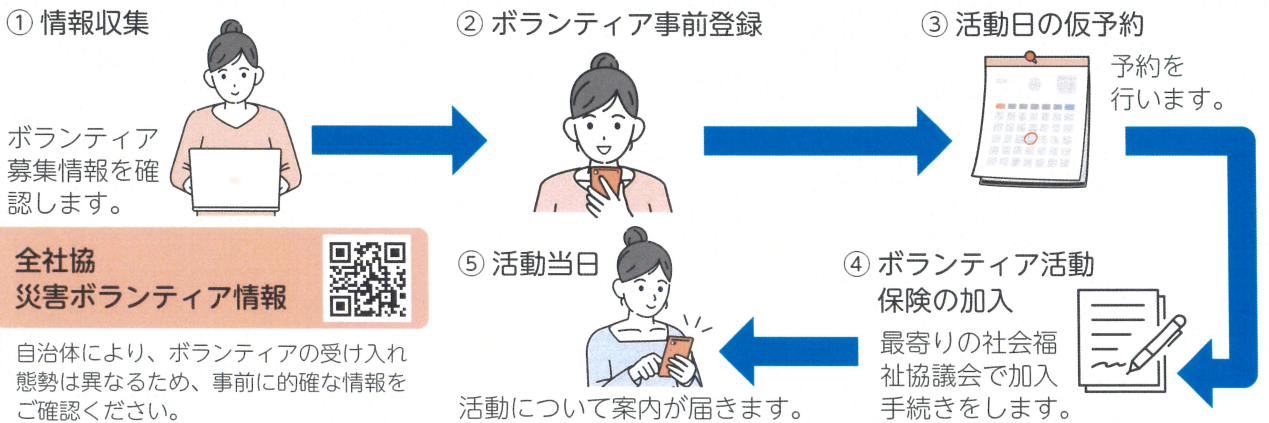 ① 情報収集
ボランティア
募集情報を確
認します。
全社協
災害ボランティア情報
自治体により、ボランティアの受け入れ
態勢は異なるため、事前に的確な情報を
ご確認ください。
② ボランティア事前登録
③ 活動日の仮予約
予約を
行います。
④ ボランティア活動
保険の加入
最寄りの社会福
祉協議会で加入
手続きをします。
⑤ 活動当日
活動について案内が届きます。